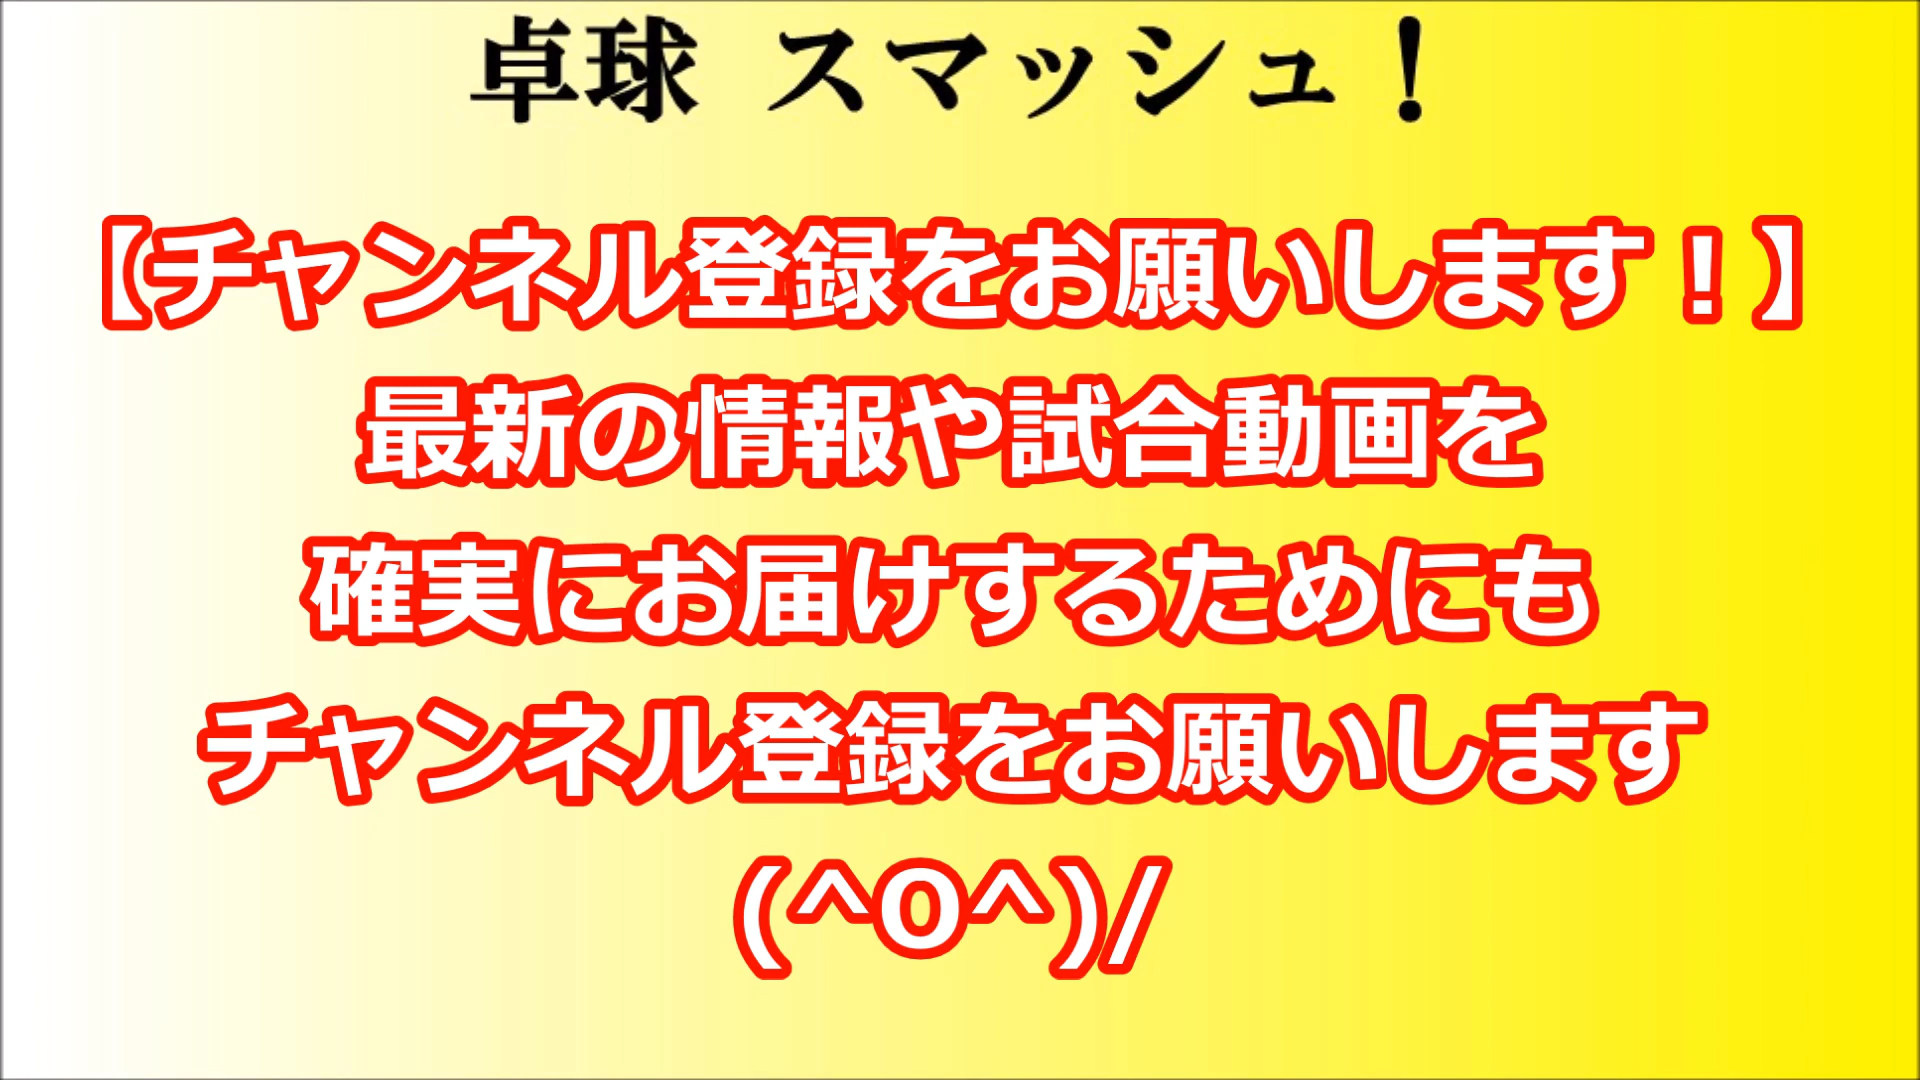 卓球 スマッシュ！
【チャンネル登録をお願いします！】
最新の情報や試合動画を
確実にお届けするためにも
チャンネル登録をお願いします
(^O^)/